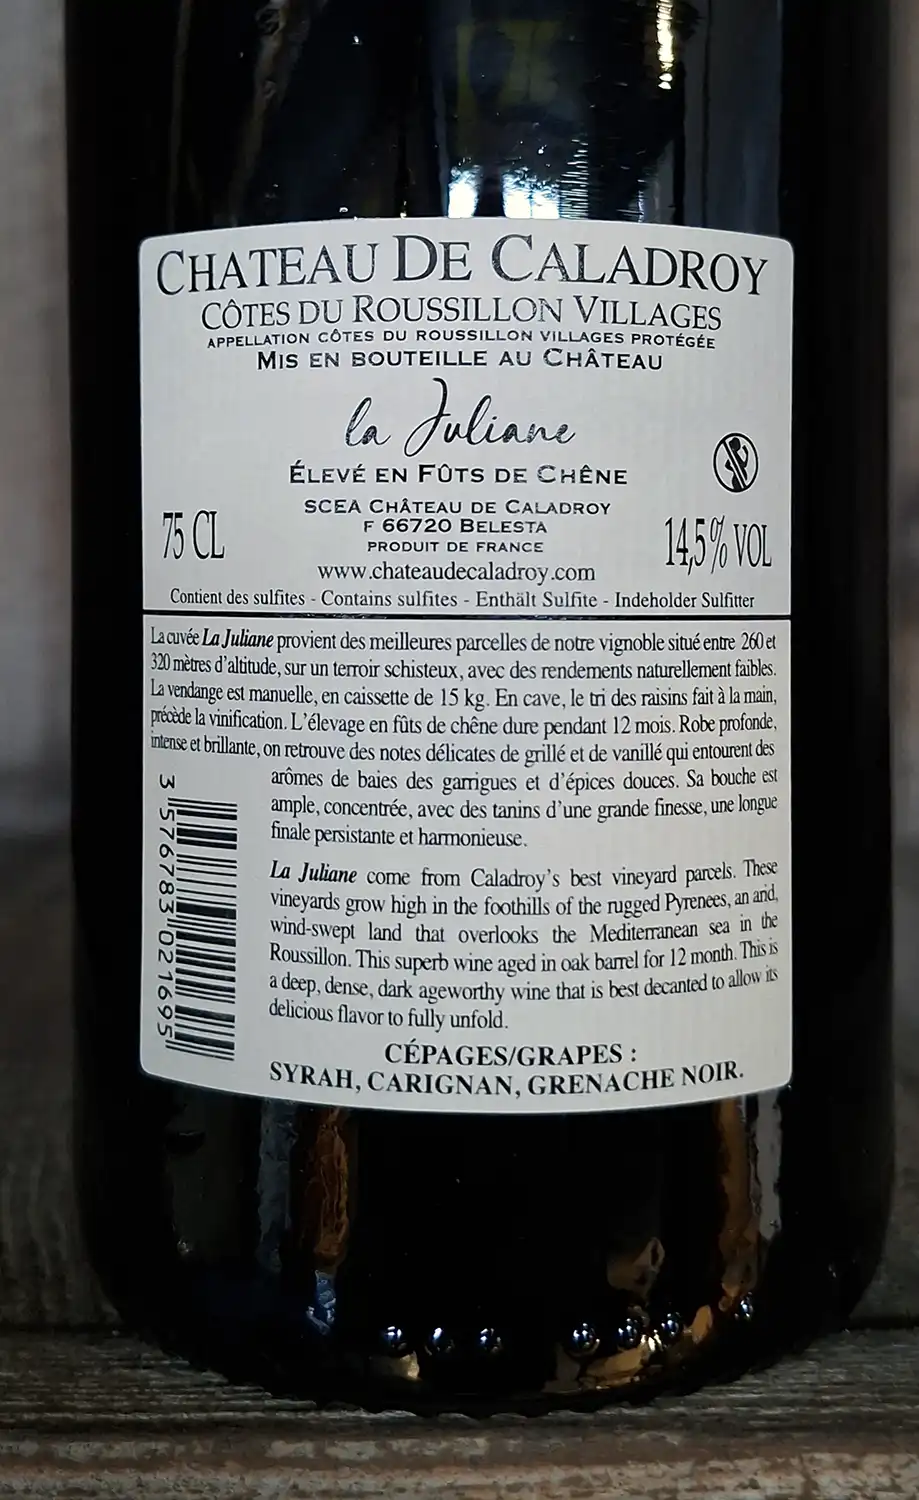 CHATEAU DE CALADROY
CÔTES DU ROUSSILLON VILLAGES
APPELLATION CÔTES DU ROUSSILLON VILLAGES PROTÉGÉE
MIS EN BOUTEILLE AU CHÂTEAU
la Juliane
ÉLEVÉ EN FÛTS DE CHÊNE
SCEA CHÂTEAU DE CALADROY
F 66720 BELESTA
PRODUIT DE FRANCE
www.chateaudecaladroy.com
75 CL
14,5% VOL
Contient des sulfites - Contains sulfites - Enthält Sulfite - Indeholder Sulfitter
La cuvée La Juliane provient des meilleures parcelles de notre vignoble situé entre 260 et
320 mètres d'altitude, sur un terroir schisteux, avec des rendements naturellement faibles.
La vendange est manuelle, en caissette de 15 kg. En cave, le tri des raisins fait à la main,
précède la vinification. L'élevage en fûts de chêne dure pendant 12 mois. Robe profonde,
intense et brillante, on retrouve des notes délicates de grillé et de vanillé qui entourent des
arômes de baies des garrigues et d'épices douces. Sa bouche est
ample, concentrée, avec des tanins d'une grande finesse, une longue
finale persistante et harmonieuse.
La Juliane come from Caladroy's best vineyard parcels. These
vineyards grow high in the foothills of the rugged Pyrenees, an arid,
wind-swept land that overlooks the Mediterranean sea in the
Roussillon. This superb wine aged in oak barrel for 12 month. This is
a deep, dense, dark ageworthy wine that is best decanted to allow its
delicious flavor to fully unfold.
CÉPAGES/GRAPES :
SYRAH, CARIGNAN, GRENACHE NOIR.
3 576783 021695